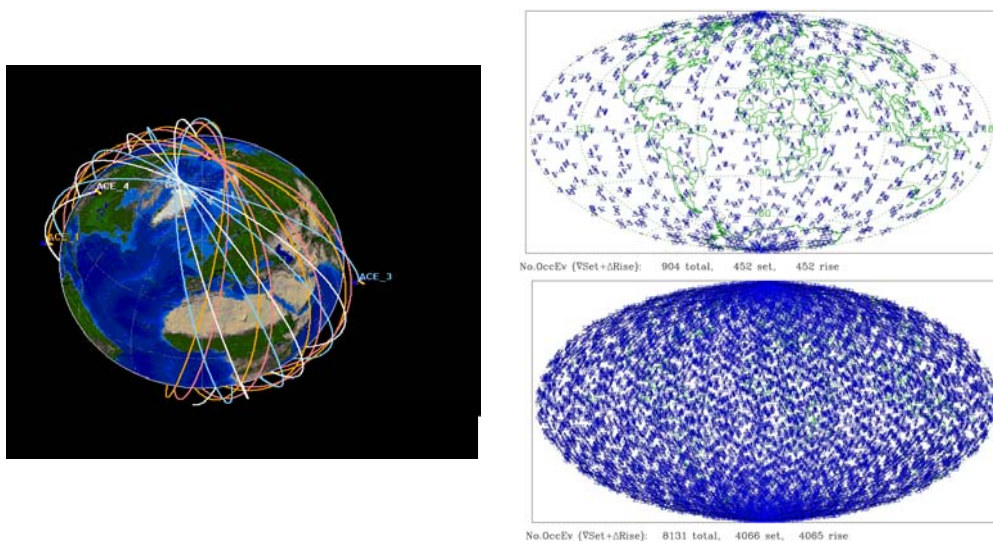 ACE_4
ACE_1
ACE_3
No.OccEv (∇Set+ΔRise): 904 total, 452 set, 452 rise
No.OccEv (∇Set+ΔRise): 8131 total, 4066 set, 4065 rise